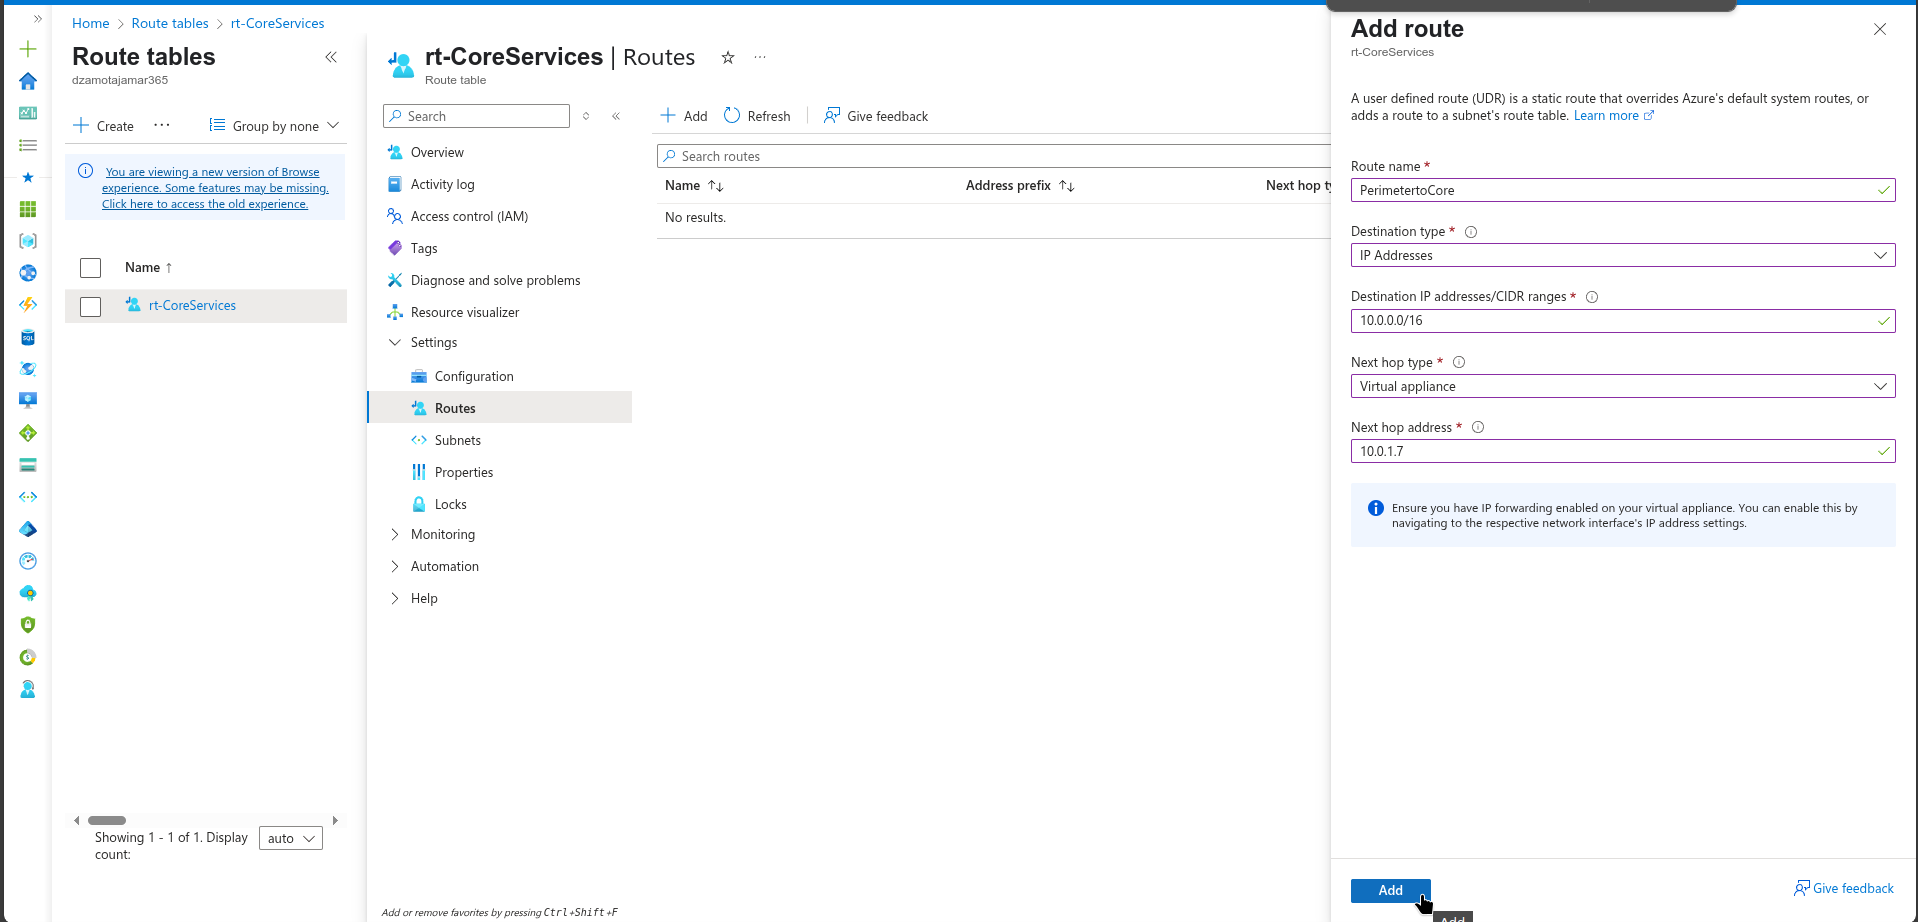 Home > Route tables > rt-CoreServices
Route tables
dzamotajamar365
Create
Group by none
You are viewing a new version of Browse
experience. Some features may be missing.
Click here to access the old experience.
Name ↑
rt-CoreServices
Showing 1 - 1 of 1. Display
count:
auto
rt-CoreServices | Routes
Route table
Search
Overview
Activity log
Access control (IAM)
Tags
Diagnose and solve problems
Resource visualizer
Settings
Configuration
Routes
Subnets
Properties
Locks
Monitoring
Automation
Help
Add or remove favorites by pressing Ctrl+Shift+F
Add
Refresh
Give feedback
Search routes
Name ↑↓
Address prefix ↑↓
Next hop ty
No results.
Add route
rt-CoreServices
A user defined route (UDR) is a static route that overrides Azure's default system routes, or
adds a route to a subnet's route table. Learn more
Route name *
PerimetertoCore
Destination type *
IP Addresses
Destination IP addresses/CIDR ranges *
10.0.0.0/16
Next hop type *
Virtual appliance
Next hop address *
10.0.1.7
Ensure you have IP forwarding enabled on your virtual appliance. You can enable this by
navigating to the respective network interface's IP address settings.
Add
Give feedback
Add